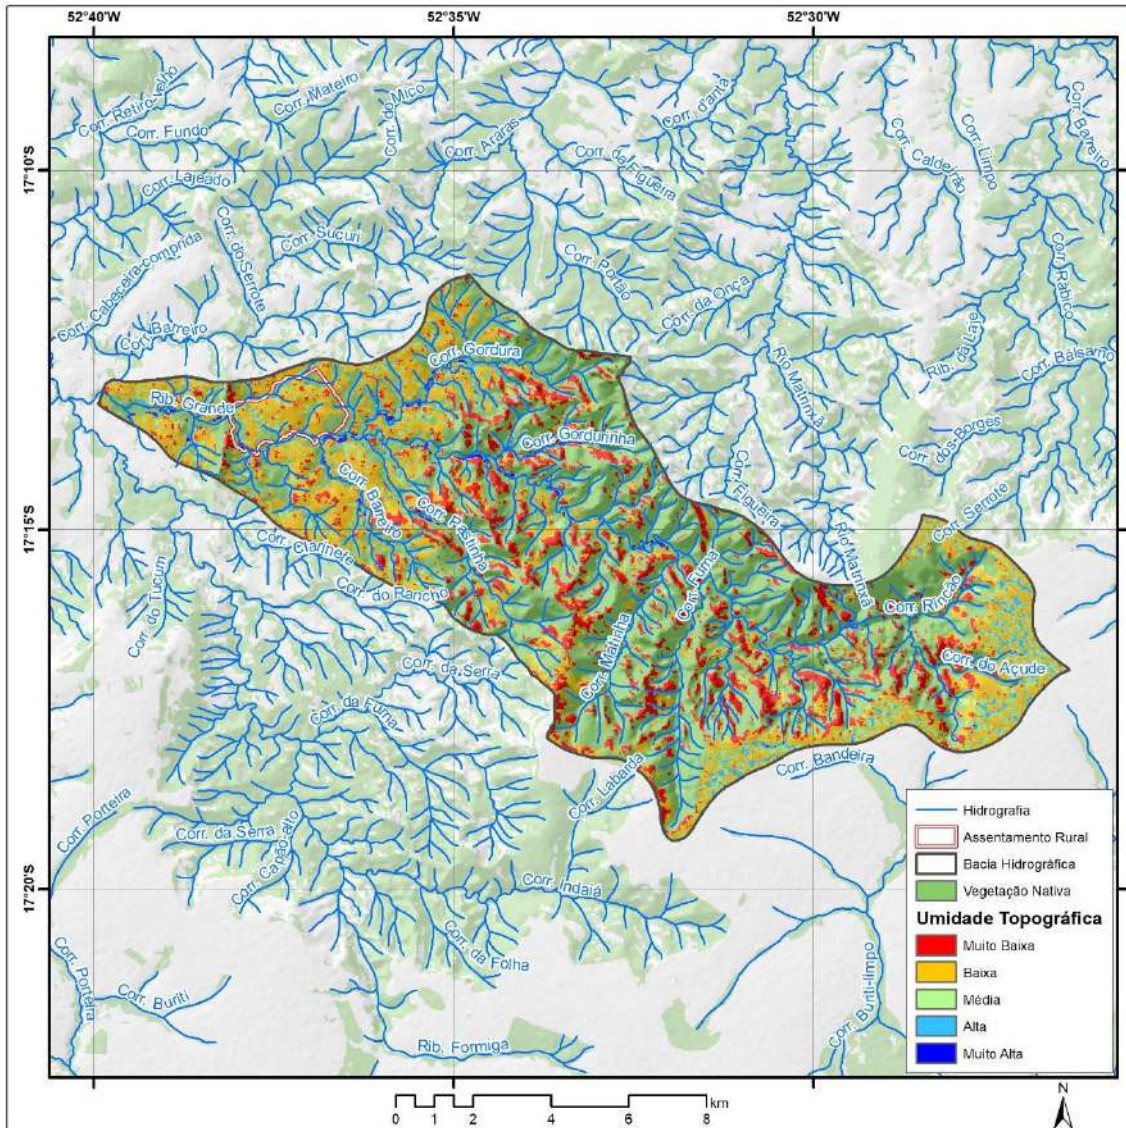 52°40'W
52°35'W
52°30'W
Corr. Retiro-velho
Corr. Mateiro
Corr. do Mico
Corr. d'anta
Corr. Barreiro
Corr. Fundo
Corr. Araras
Corr. da Figueira
Corr. Caldeirão
Corr. Limpo
17°10'S
Corr. Lajeado
Corr. do Serrote
Corr. Sucuri
Corr. Cabeceira comprida
Corr. Portão
Corr. da Onça
Corr. Rabico
Corr. Barreiro
Rib. da Laje
Corr. Bálsamo
Corr. Gordura
Rio Matrinxã
Rib. Grande
Corr. Gordurinha
Corr. dos Borges
Corr. Figueira
Corr. Barreiro
Corr. Pastinha
Corr. Serrote
17°15'S
Corr. Clarinete
Rio Matrinxã
Corr. do Tucum
Corr. do Rancho
Corr. Furna
Corr. Rincão
Corr. Matinha
Corr. da Serra
Corr. do Açude
Corr. da Furna
Corr. Bandeira
Corr. Labarda
Corr. Porteira
Corr. da Serra
Corr. Capão-alto
17°20'S
Corr. Indaiá
Corr. da Folha
Corr. Porteira
Corr. Buriti
Corr. Buriti-limpo
Rib. Formiga
Hidrografia
Assentamento Rural
Bacia Hidrográfica
Vegetação Nativa
Umidade Topográfica
Muito Baixa
Baixa
Média
Alta
Muito Alta
km
0 1 2 4 6 8
N